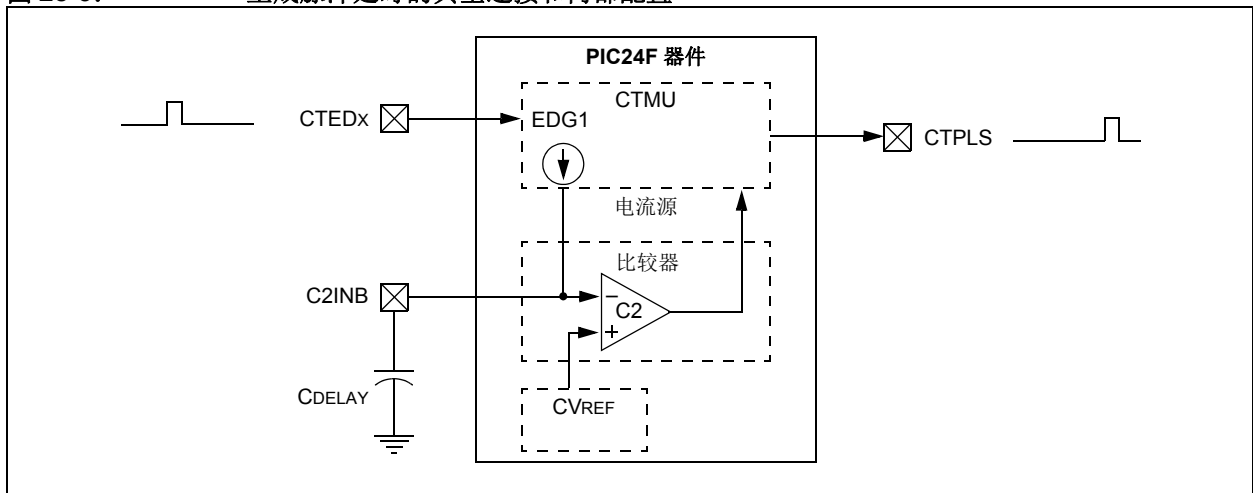 PIC24F 器件
CTMU
CTEDX
EDG1
CTPLS
电流源
比较器
C2INB
−
C2
+
CDELAY
CVREF